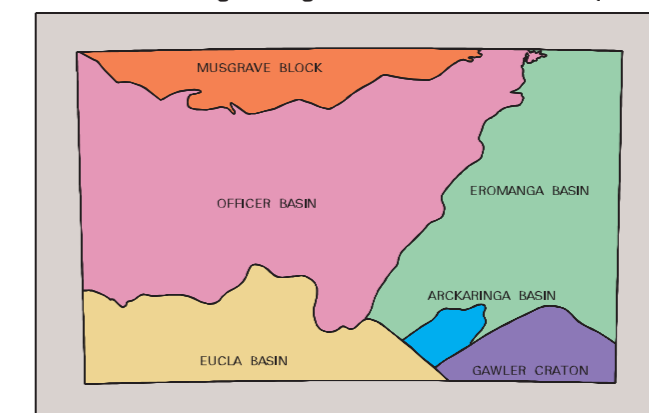 MUSGRAVE BLOCK
OFFICER BASIN
EROMANGA BASIN
ARCKARINGA BASIN
EUCLA BASIN
GAWLER CRATON